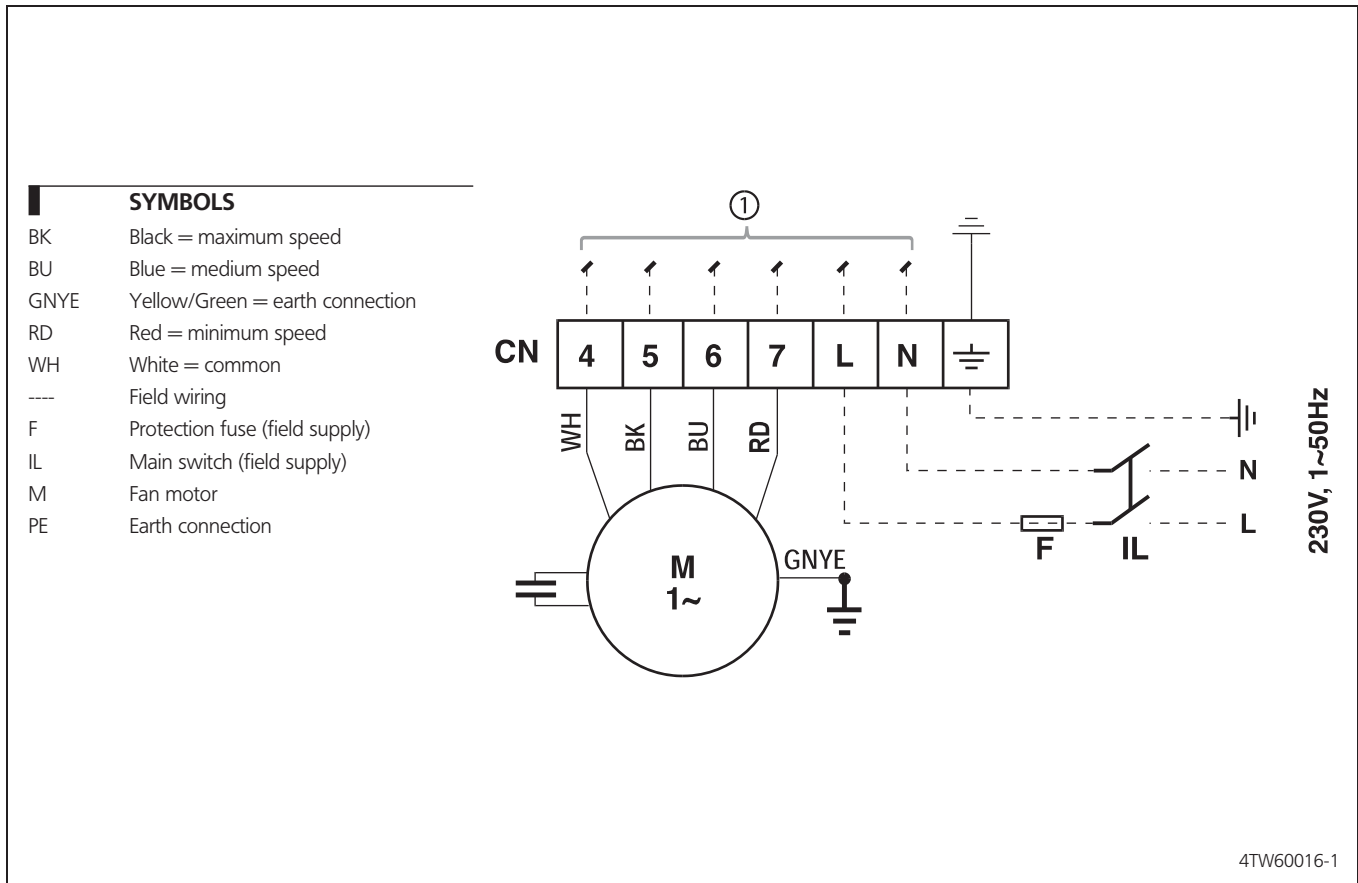 SYMBOLS
BK Black = maximum speed
BU Blue = medium speed
GNYE Yellow/Green = earth connection
RD Red = minimum speed
WH White = common
---- Field wiring
F Protection fuse (field supply)
IL Main switch (field supply)
M Fan motor
PE Earth connection
1
CN 4 5 6 7 L N
WH BK BU RD
M
1~
GNYE
F IL
N
L
230V, 1~50Hz
4TW60016-1